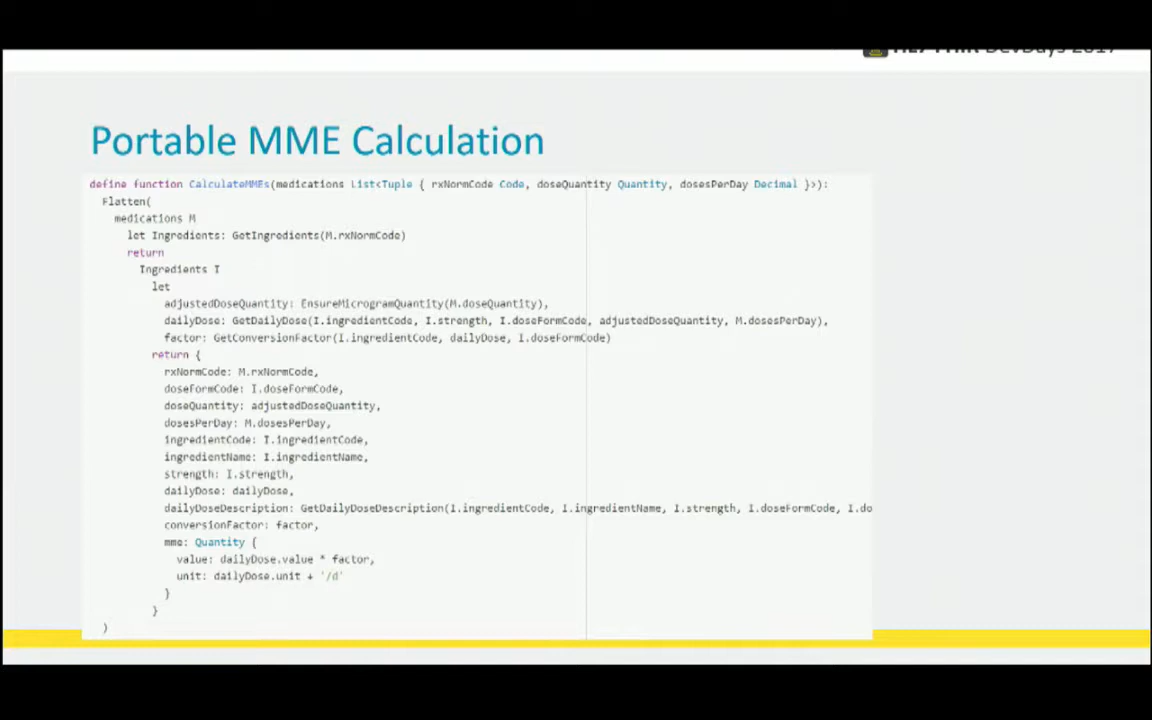 DevDays 2017
Portable MME Calculation
define function CalculateMMEs(medications List<Tuple { rxNormCode Code, doseQuantity Quantity, dosesPerDay Decimal }>):
Flatten(
medications M
let Ingredients: GetIngredients(M.rxNormCode)
return
Ingredients I
let
adjustedDoseQuantity: EnsureMicrogramQuantity(M.doseQuantity),
dailyDose: GetDailyDose(I.ingredientCode, I.strength, I.doseFormCode, adjustedDoseQuantity, M.dosesPerDay),
factor: GetConversionFactor(I.ingredientCode, dailyDose, I.doseFormCode)
return {
rxNormCode: M.rxNormCode,
doseFormCode: I.doseFormCode,
doseQuantity: adjustedDoseQuantity,
dosesPerDay: M.dosesPerDay,
ingredientCode: I.ingredientCode,
ingredientName: I.ingredientName,
strength: I.strength,
dailyDose: dailyDose,
dailyDoseDescription: GetDailyDoseDescription(I.ingredientCode, I.ingredientName, I.strength, I.doseFormCode, I.do
conversionFactor: factor,
mme: Quantity {
value: dailyDose.value * factor,
unit: dailyDose.unit + '/d'
}
}
)